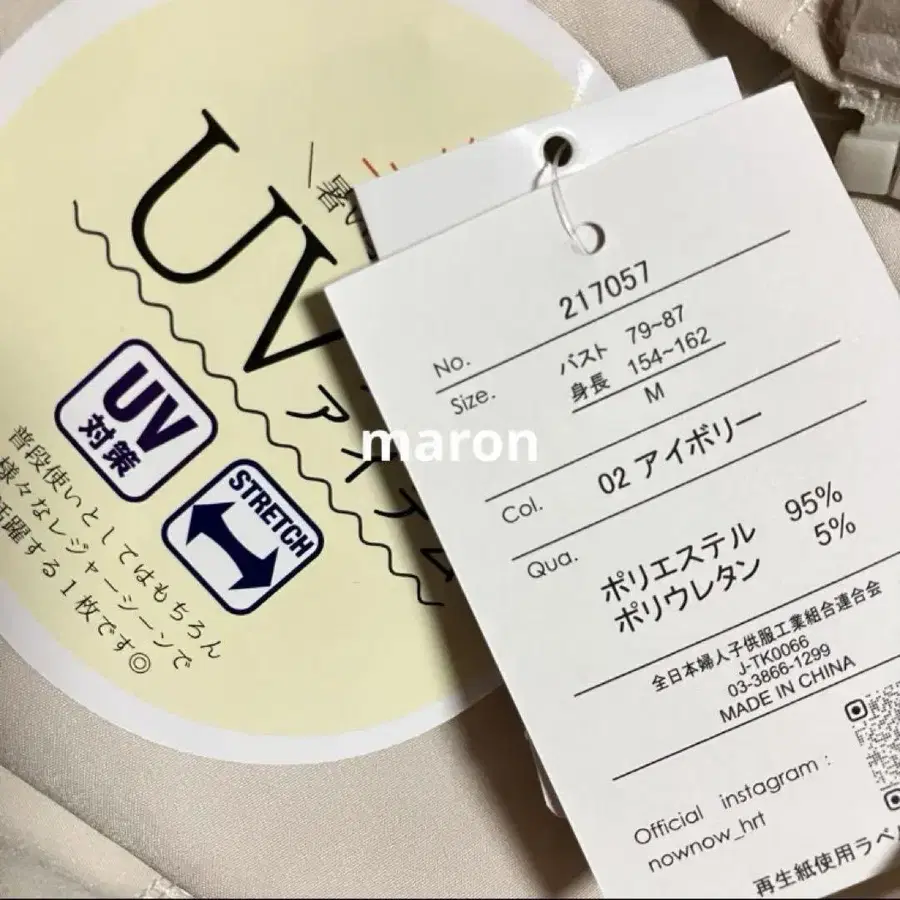 UV
アイテム
UV
対策
STRETCH
普段使いとしてはもちろん
様々なレジャーシーンで
活躍する1枚です◎
No.
217057
Size.
バスト 79~87
身長 154~162
M
Col.
02 アイボリー
Qua.
ポリエステル 95%
ポリウレタン 5%
全日本婦人子供服工業組合連合会
J-TK0066
03-3866-1299
MADE IN CHINA
Official instagram :
nownow_hrt
再生紙使用ラベル
maron